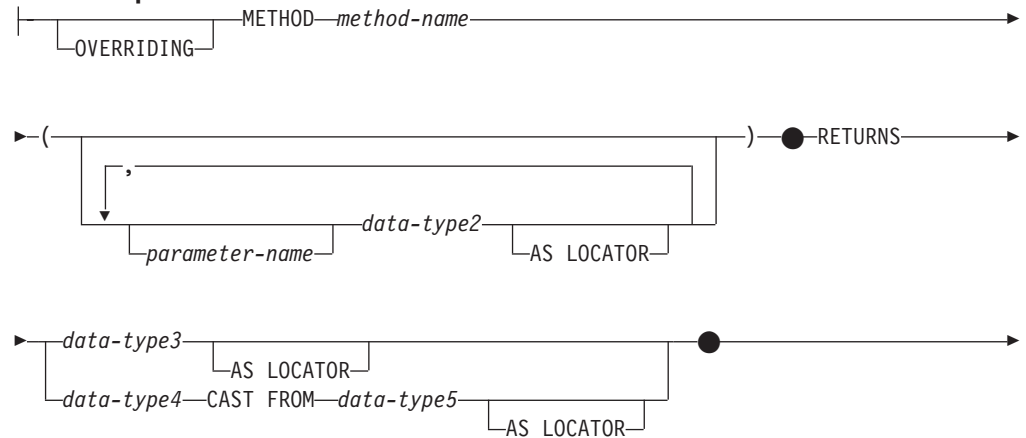 METHOD method-name
OVERRIDING
( ) RETURNS
,
data-type2
parameter-name AS LOCATOR
data-type3
AS LOCATOR
data-type4 CAST FROM data-type5
AS LOCATOR